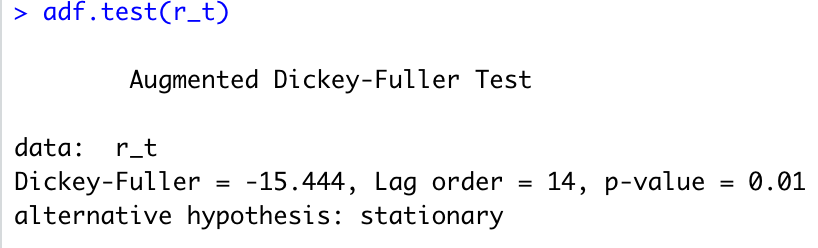 > adf.test(r_t)
Augmented Dickey-Fuller Test
data:  r_t
Dickey-Fuller = -15.444, Lag order = 14, p-value = 0.01
alternative hypothesis: stationary